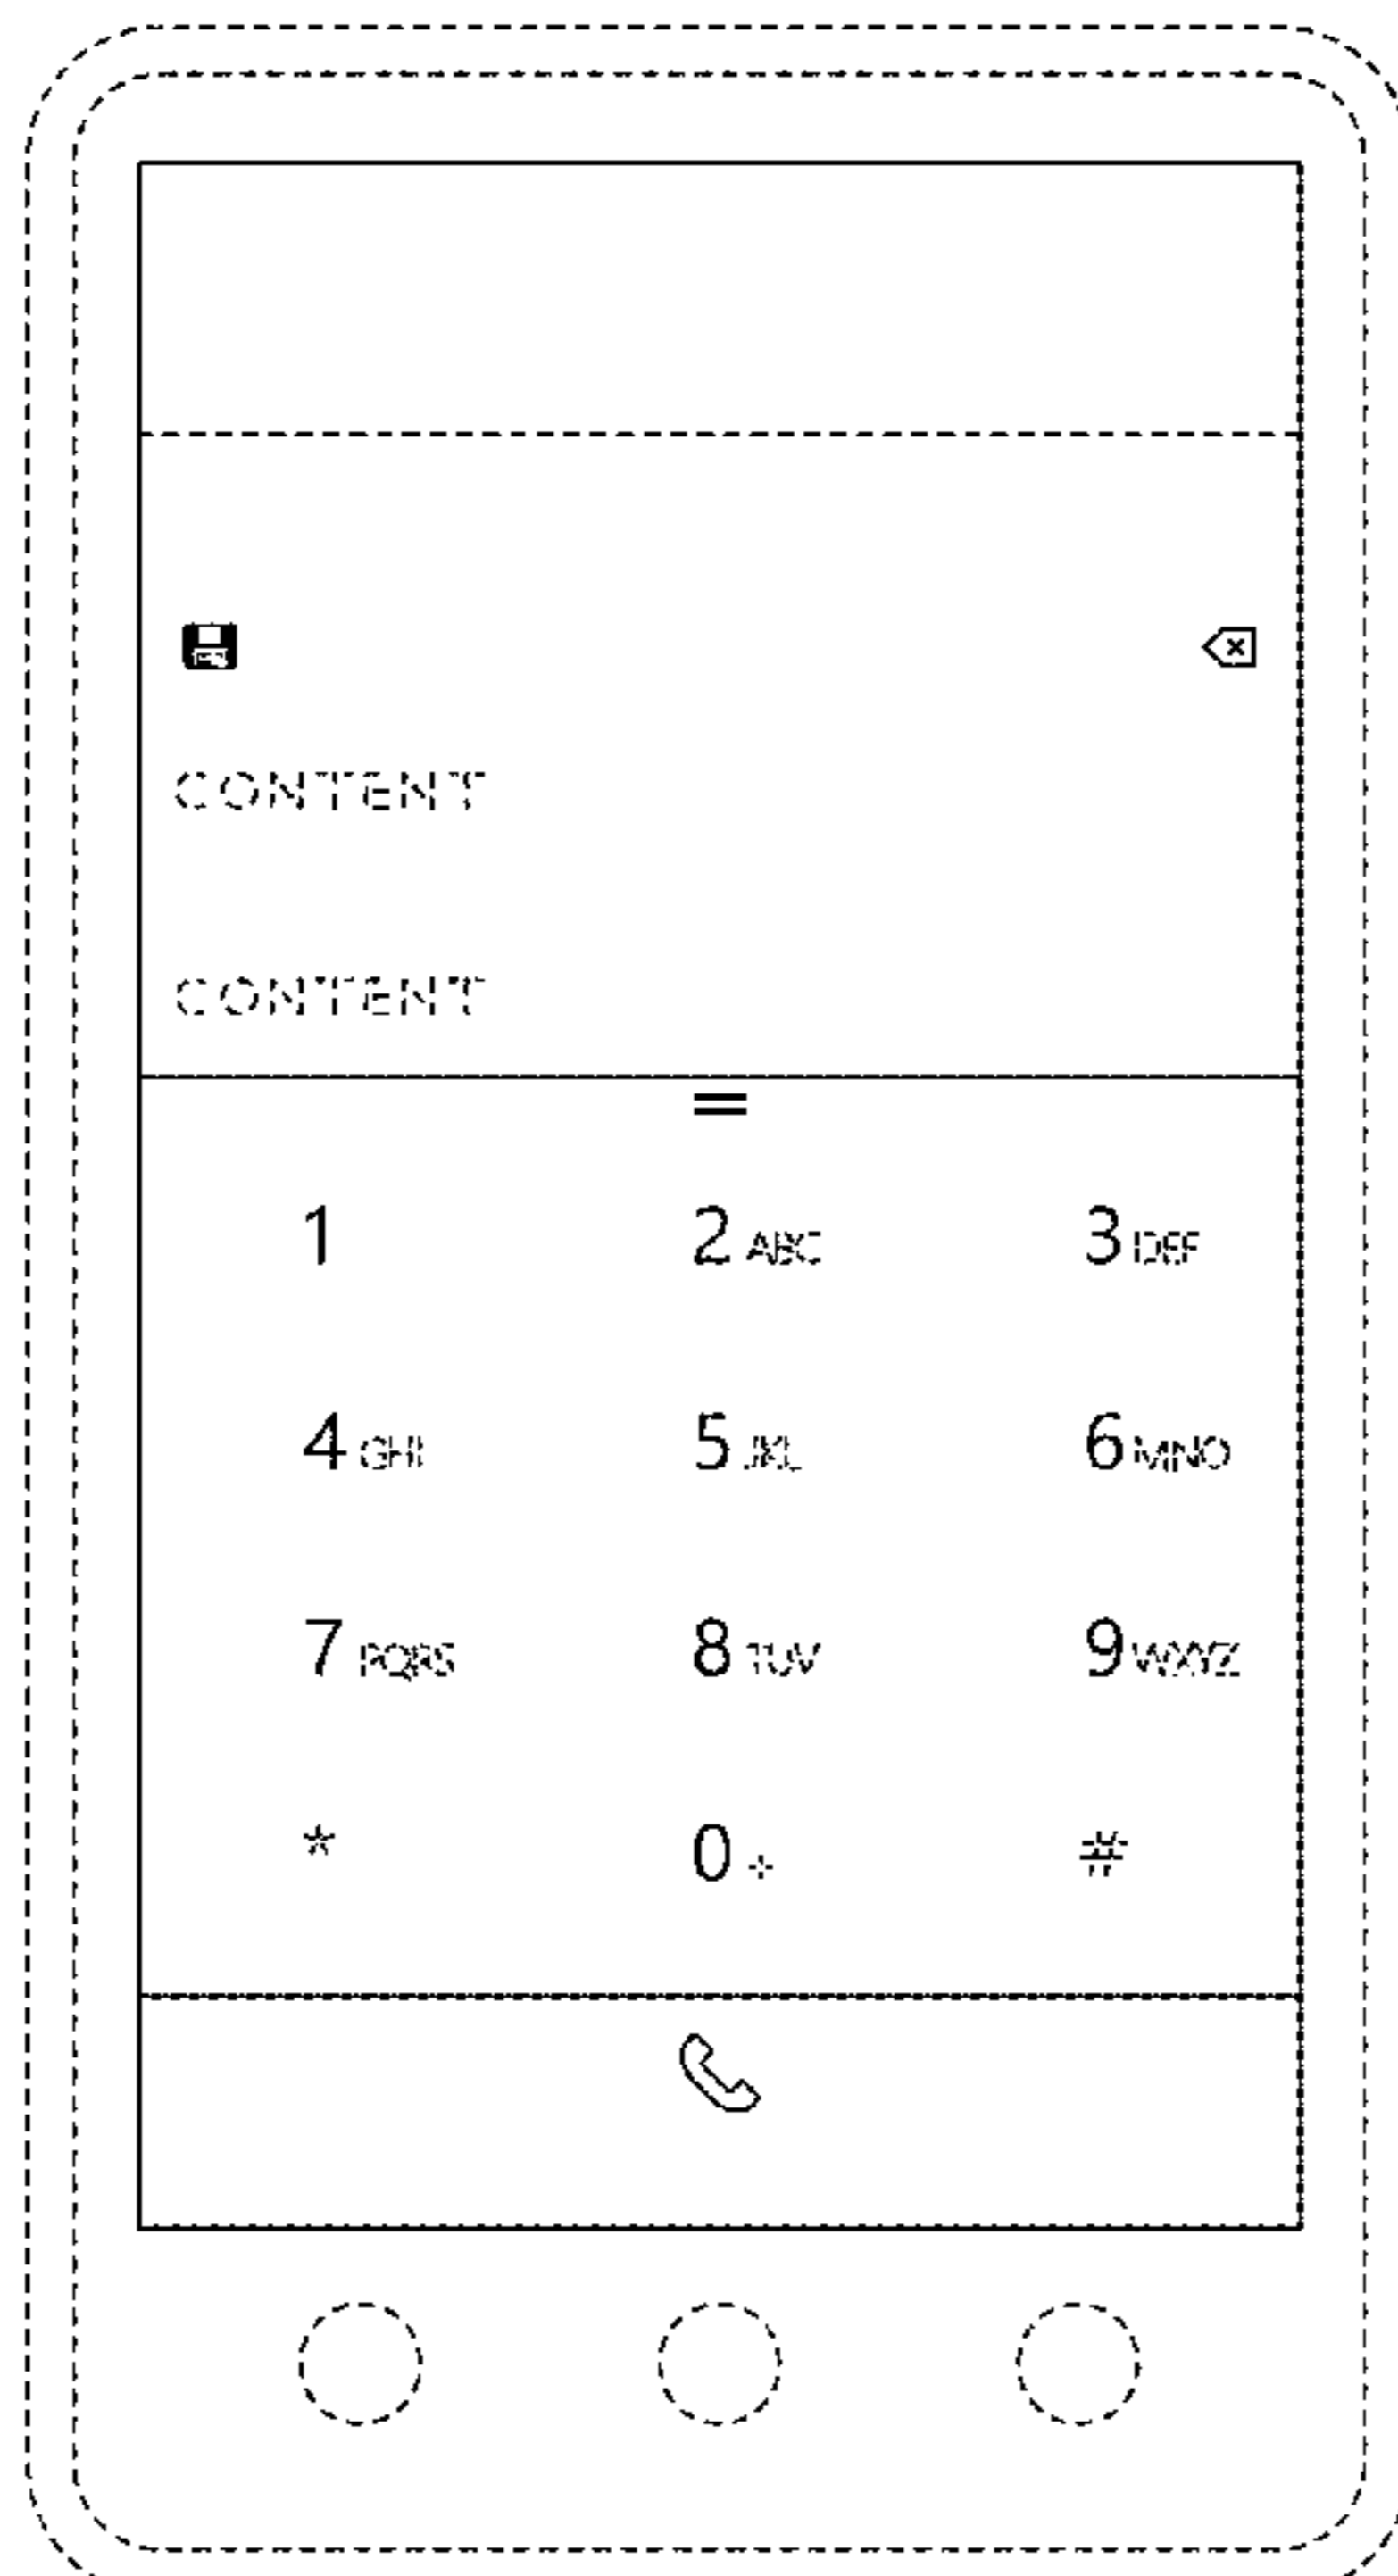 CONTENT
CONTENT
1 2 ABC 3 DEF
4 GHI 5 JKL 6 MNO
7 PQRS 8 TUV 9 WXYZ
* 0 + #